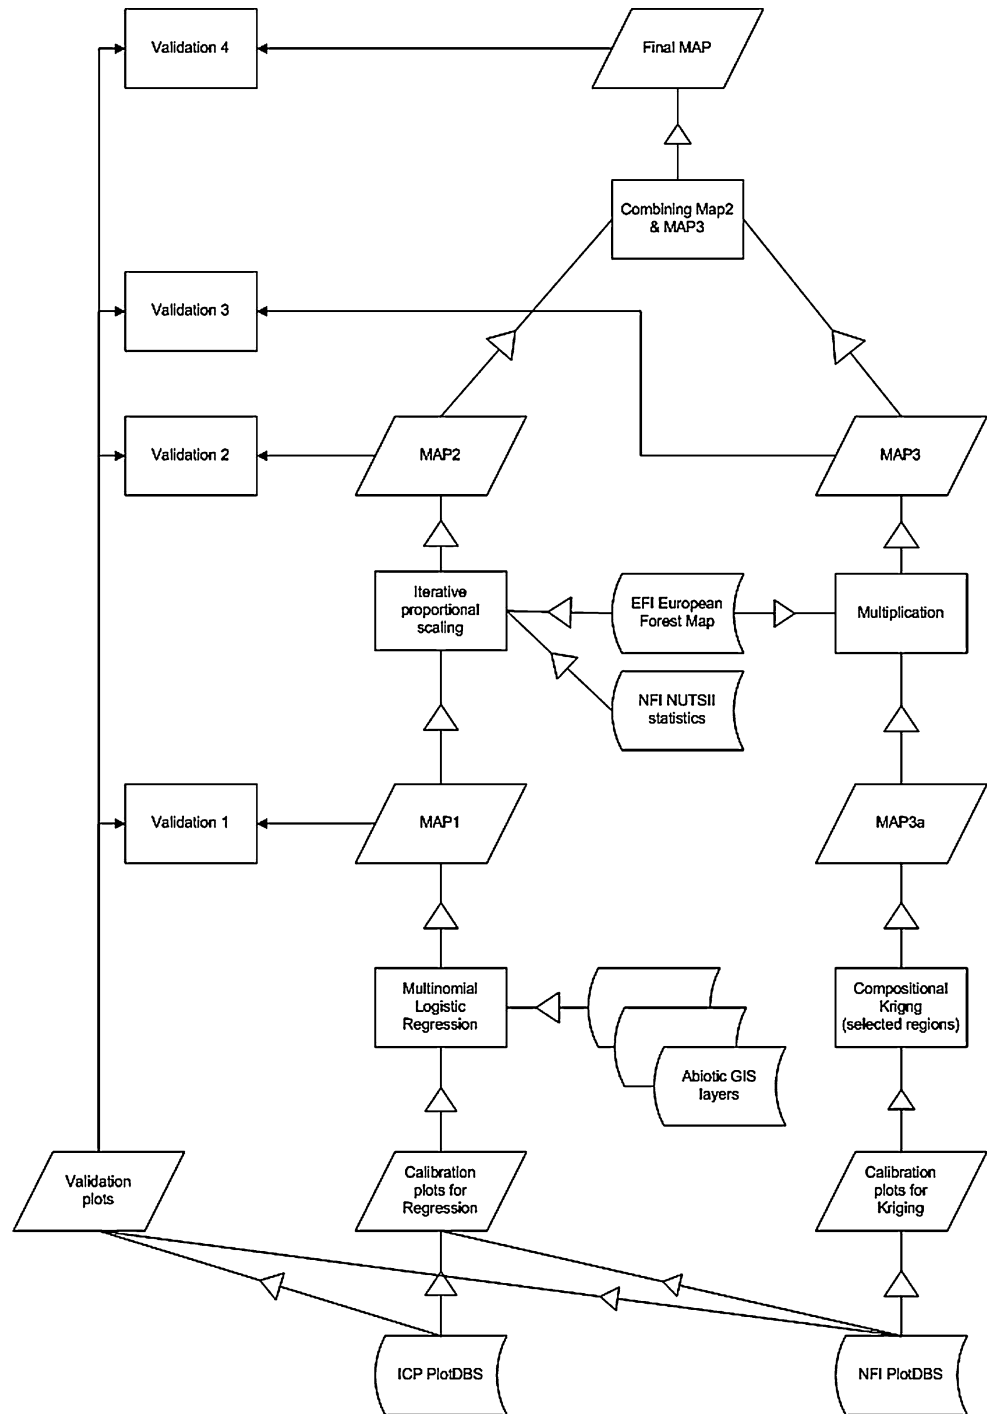 Validation 4
Final MAP
Combining Map2
& MAP3
Validation 3
Validation 2
MAP2
MAP3
Iterative
proportional
scaling
EFI European
Forest Map
Multiplication
NFI NUTSII
statistics
Validation 1
MAP1
MAP3a
Multinomial
Logistic
Regression
Compositional
Krigng
(selected regions)
Abiotic GIS
layers
Validation
plots
Calibration
plots for
Regression
Calibration
plots for
Kriging
ICP PlotDBS
NFI PlotDBS